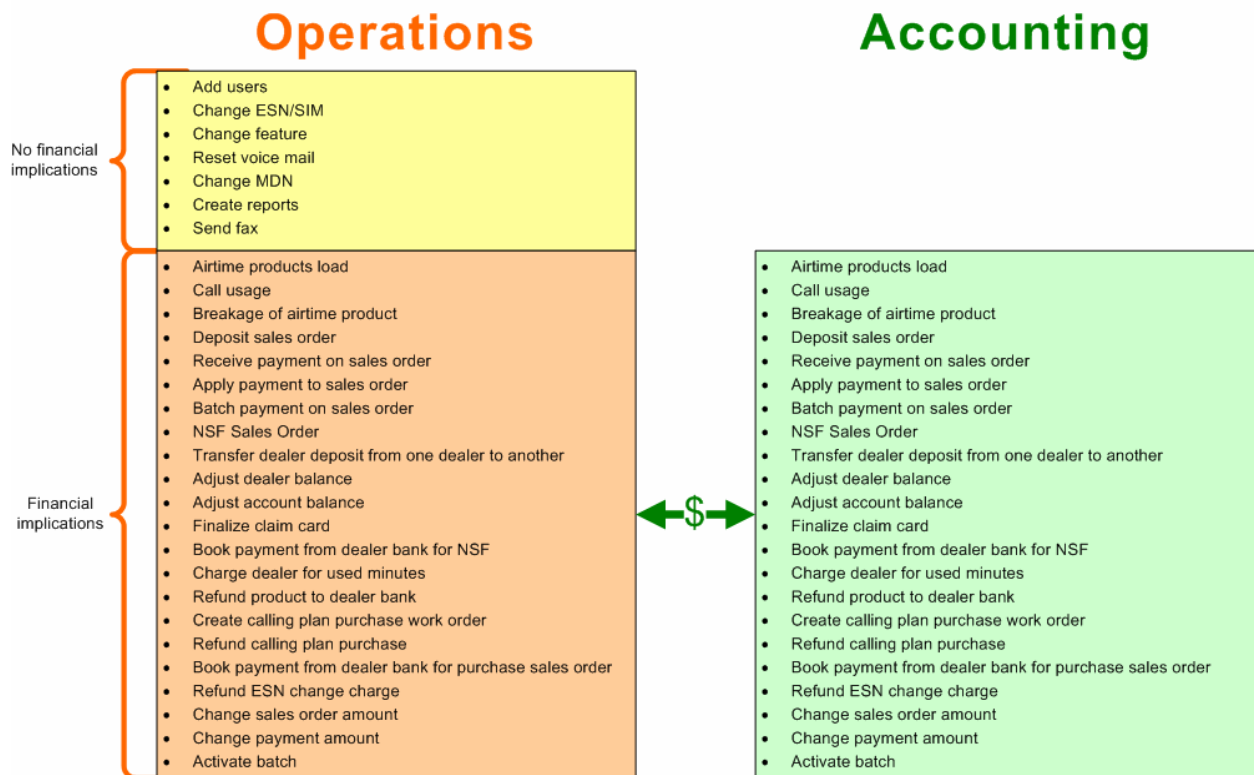 Operations
Accounting
No financial
implications
• Add users
• Change ESN/SIM
• Change feature
• Reset voice mail
• Change MDN
• Create reports
• Send fax
Financial
implications
• Airtime products load
• Call usage
• Breakage of airtime product
• Deposit sales order
• Receive payment on sales order
• Apply payment to sales order
• Batch payment on sales order
• NSF Sales Order
• Transfer dealer deposit from one dealer to another
• Adjust dealer balance
• Adjust account balance
• Finalize claim card
• Book payment from dealer bank for NSF
• Charge dealer for used minutes
• Refund product to dealer bank
• Create calling plan purchase work order
• Refund calling plan purchase
• Book payment from dealer bank for purchase sales order
• Refund ESN change charge
• Change sales order amount
• Change payment amount
• Activate batch
$
• Airtime products load
• Call usage
• Breakage of airtime product
• Deposit sales order
• Receive payment on sales order
• Apply payment to sales order
• Batch payment on sales order
• NSF Sales Order
• Transfer dealer deposit from one dealer to another
• Adjust dealer balance
• Adjust account balance
• Finalize claim card
• Book payment from dealer bank for NSF
• Charge dealer for used minutes
• Refund product to dealer bank
• Create calling plan purchase work order
• Refund calling plan purchase
• Book payment from dealer bank for purchase sales order
• Refund ESN change charge
• Change sales order amount
• Change payment amount
• Activate batch